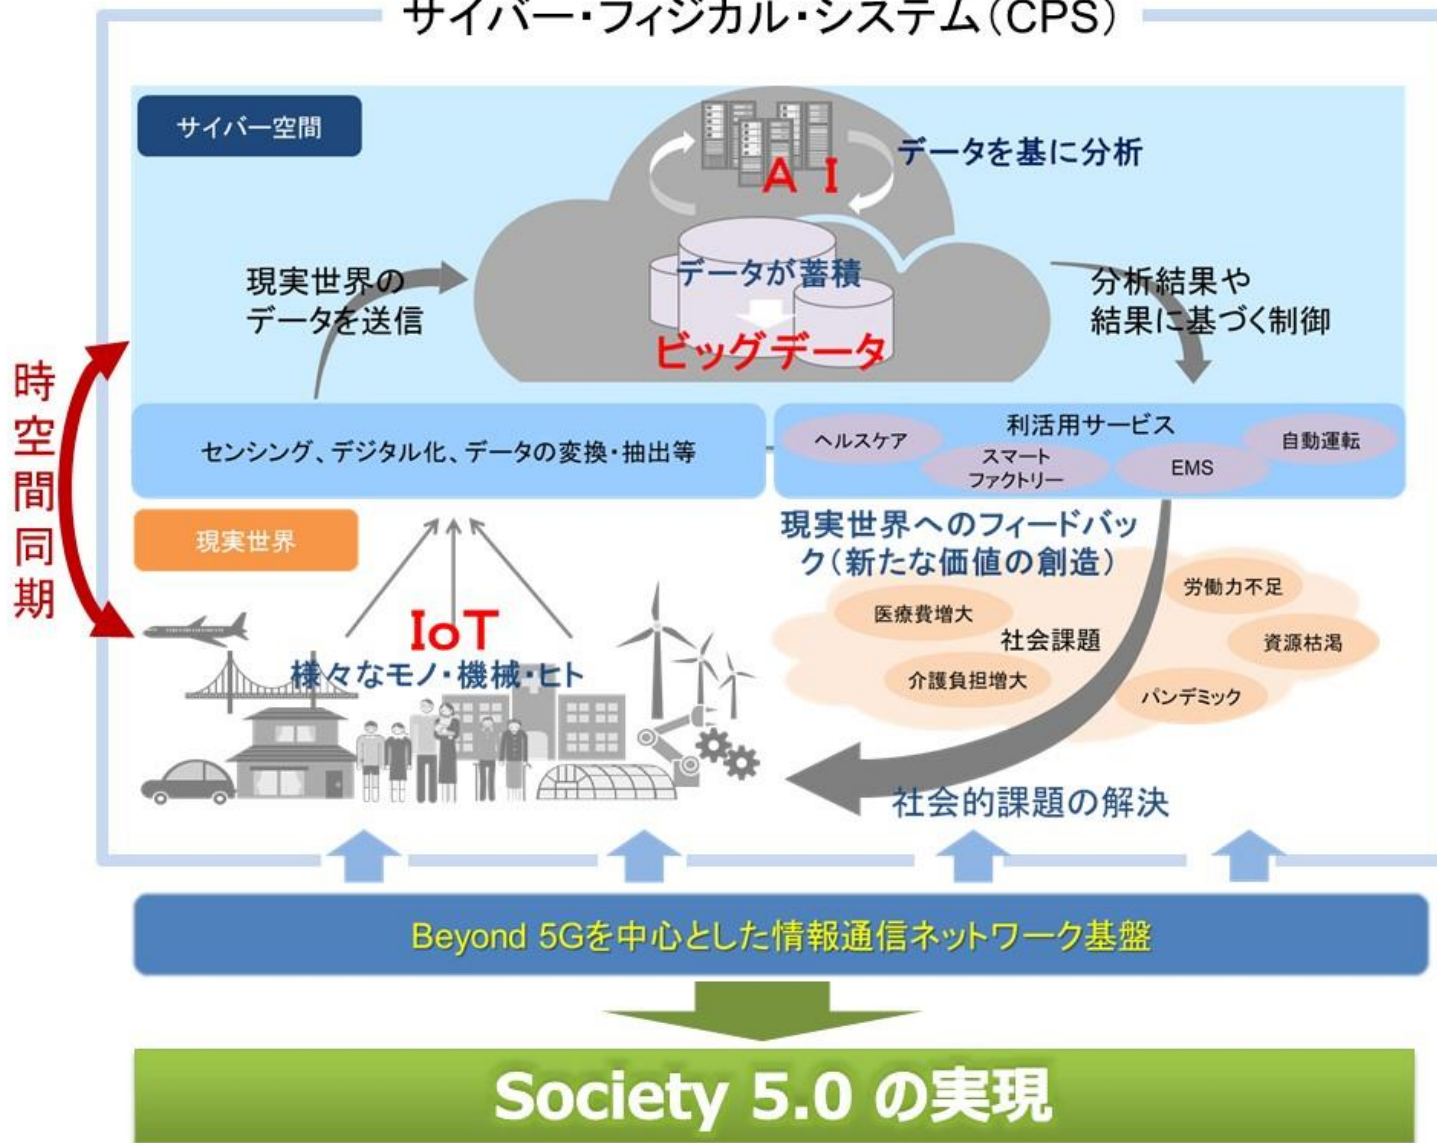 サイバー・フィジカル・システム（CPS）
サイバー空間
AI
データを基に分析
現実世界の
データを送信
データが蓄積
ビッグデータ
分析結果や
結果に基づく制御
時空間同期
センシング、デジタル化、データの変換・抽出等
利活用サービス
ヘルスケア
スマート
ファクトリー
EMS
自動運転
現実世界
現実世界へのフィードバッ
ク（新たな価値の創造）
IoT
様々なモノ・機械・ヒト
医療費増大
社会課題
労働力不足
資源枯渇
介護負担増大
パンデミック
社会的課題の解決
Beyond 5Gを中心とした情報通信ネットワーク基盤
Society 5.0 の実現